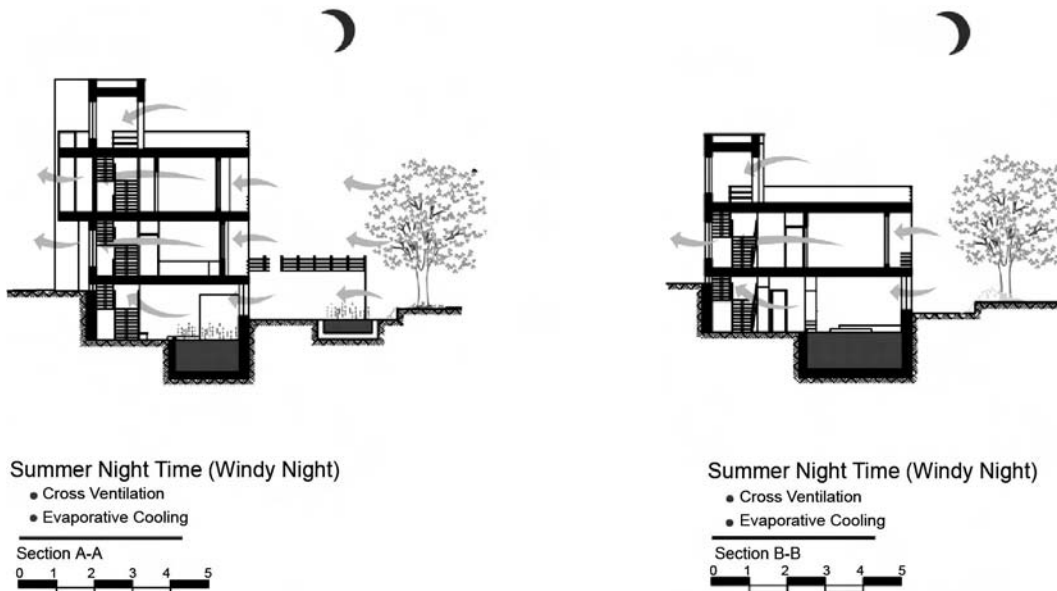 Summer Night Time (Windy Night)
• Cross Ventilation
• Evaporative Cooling
Section A-A
0 1 2 3 4 5
Summer Night Time (Windy Night)
• Cross Ventilation
• Evaporative Cooling
Section B-B
0 1 2 3 4 5